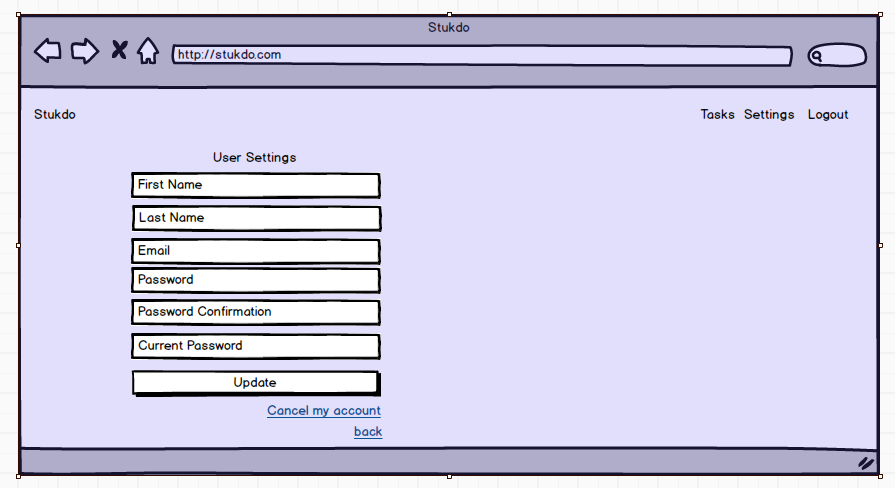 Stukdo
http://stukdo.com
Stukdo Tasks Settings Logout
User Settings
First Name
Last Name
Email
Password
Password Confirmation
Current Password
Update
Cancel my account
back